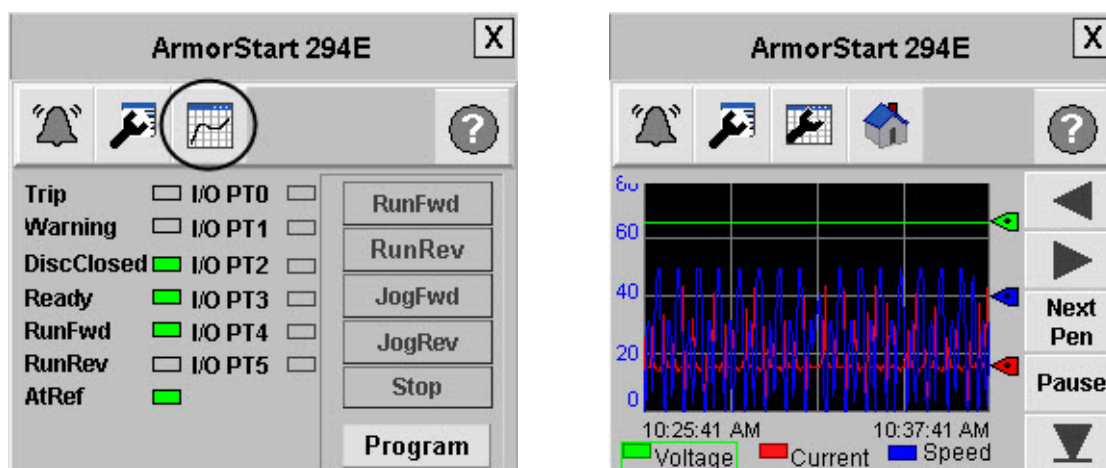 ArmorStart 294E X
?
Trip I/O PT0
Warning I/O PT1
DiscClosed I/O PT2
Ready I/O PT3
RunFwd I/O PT4
RunRev I/O PT5
AtRef
RunFwd
RunRev
JogFwd
JogRev
Stop
Program
ArmorStart 294E X
?
80
60
40
20
0
10:25:41 AM 10:37:41 AM
Voltage Current Speed
Next
Pen
Pause